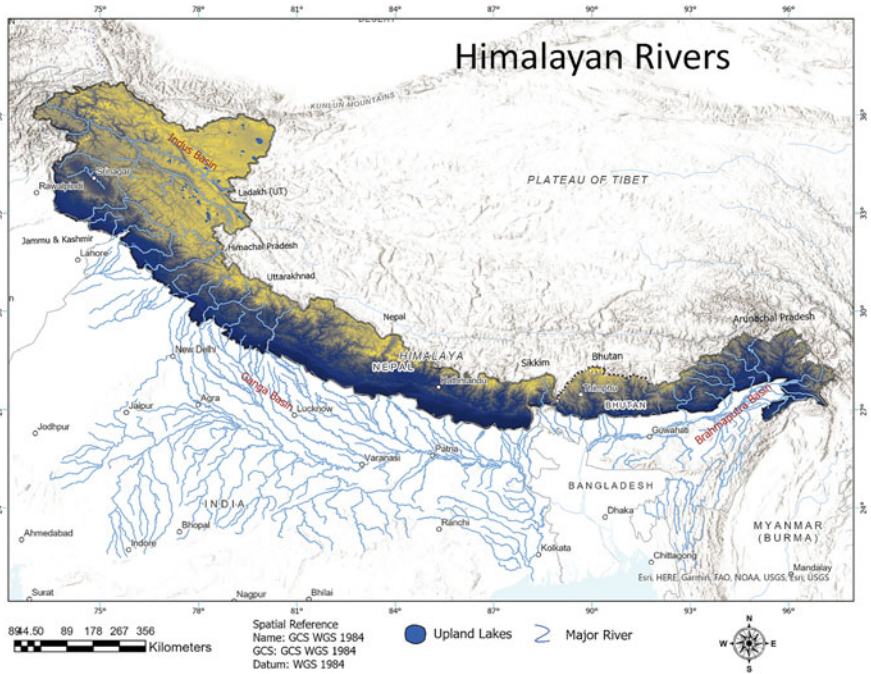 DESERT
Himalayan Rivers
KUNLUN MOUNTAINS
36°
36°
Indus Basin
Srinagar
PLATEAU OF TIBET
Rawalpindi
Ladakh (UT)
33°
Jammu & Kashmir
Himachal Pradesh
Lahore
Uttarakhnad
30°
30°
Nepal
Arunachal Pradesh
New Delhi
HIMALAYA
Sikkim
Bhutan
NEPAL
Kathmandu
Thimphu
Ganga Basin
BHUTAN
Brahmaputra Basin
27°
27°
Agra
Lucknow
Jaipur
Jodhpur
Guwahati
Patna
Varanasi
BANGLADESH
INDIA
Dhaka
24°
Bhopal
Ranchi
MYANMAR
(BURMA)
Ahmedabad
Indore
Kolkata
Chittagong
Mandalay
Esri, HERE, Garmin, FAO, NOAA, USGS, Esri, USGS
Surat
Nagpur
Bhilai
75° 78° 81° 84° 87° 90° 93° 96°
89 178 267 356
Kilometers
Spatial Reference
Name: GCS WGS 1984
GCS: GCS WGS 1984
Datum: WGS 1984
Upland Lakes
Major River
N
W E
S